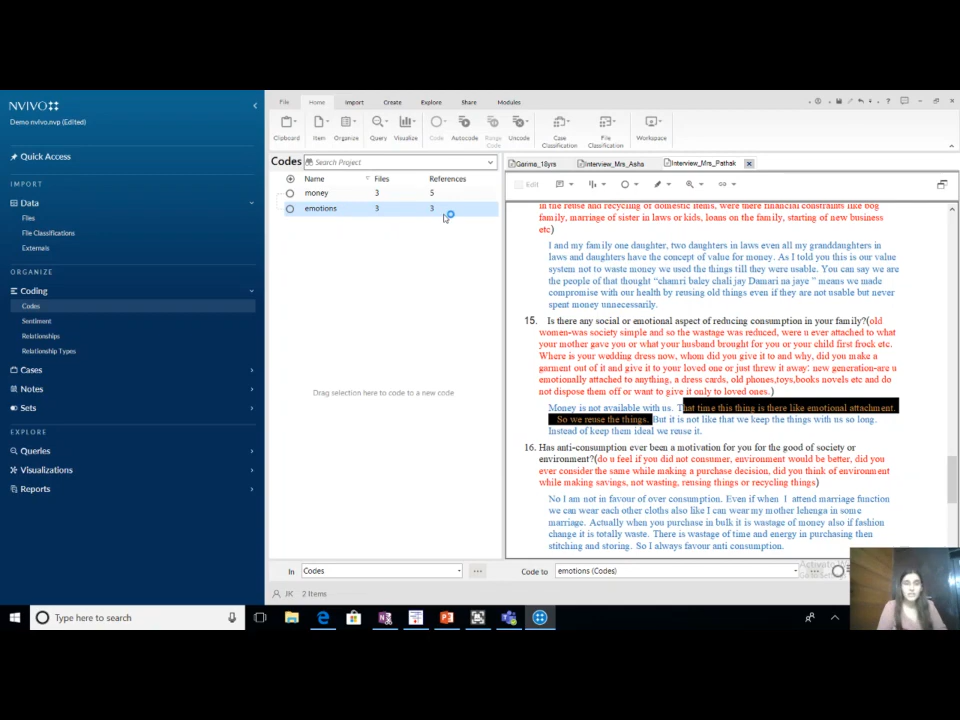 NVIVO
Demo nvivo.nvp (Edited)
Quick Access
IMPORT
Data
Files
File Classifications
Externals
ORGANIZE
Coding
Codes
Sentiment
Relationships
Relationship Types
Cases
Notes
Sets
EXPLORE
Queries
Visualizations
Reports
File Home Import Create Explore Share Modules
Clipboard Item Organize Query Visualize Code Autocode Range Code Uncode Case Classification File Classification Workspace
Codes Search Project
Name Files References
money 3 5
emotions 3 3
Drag selection here to code to a new code
In Codes
JK 2 Items
Garima_18yrs Interview_Mrs_Asha Interview_Mrs_Pathak
Edit
in the reuse and recycling of domestic items, were there financial constraints like bog
family, marriage of sister in laws or kids, loans on the family, starting of new business
etc)
I and my family one daughter, two daughters in laws even all my granddaughters in
laws and daughters have the concept of value for money. As I told you this is our value
system not to waste money we used the things till they were usable. You can say we are
the people of that thought “chamri baley chali jay Damari na jaye ” means we made
compromise with our health by reusing old things even if they are not usable but never
spent money unnecessarily.
15. Is there any social or emotional aspect of reducing consumption in your family?(old
women-was society simple and so the wastage was reduced, were u ever attached to what
your mother gave you or what your husband brought for you or your child first frock etc.
Where is your wedding dress now, whom did you give it to and why, did you make a
garment out of it and give it to your loved one or just threw it away: new generation-are u
emotionally attached to anything, a dress cards, old phones,toys,books novels etc and do
not dispose them off or want to give it only to loved ones.)
Money is not available with us. That time this thing is there like emotional attachment.
So we reuse the things. But it is not like that we keep the things with us so long.
Instead of keep them ideal we reuse it.
16. Has anti-consumption ever been a motivation for you for the good of society or
environment?(do u feel if you did not consumer, environment would be better, did you
ever consider the same while making a purchase decision, did you think of environment
while making savings, not wasting, reusing things or recycling things)
No I am not in favour of over consumption. Even if when I attend marriage function
we can wear each other cloths also like I can wear my mother lehenga in some
marriage. Actually when you purchase in bulk it is wastage of money also if fashion
change it is totally waste. There is wastage of time and energy in purchasing then
stitching and storing. So I always favour anti consumption.
Code to emotions (Codes)
Type here to search